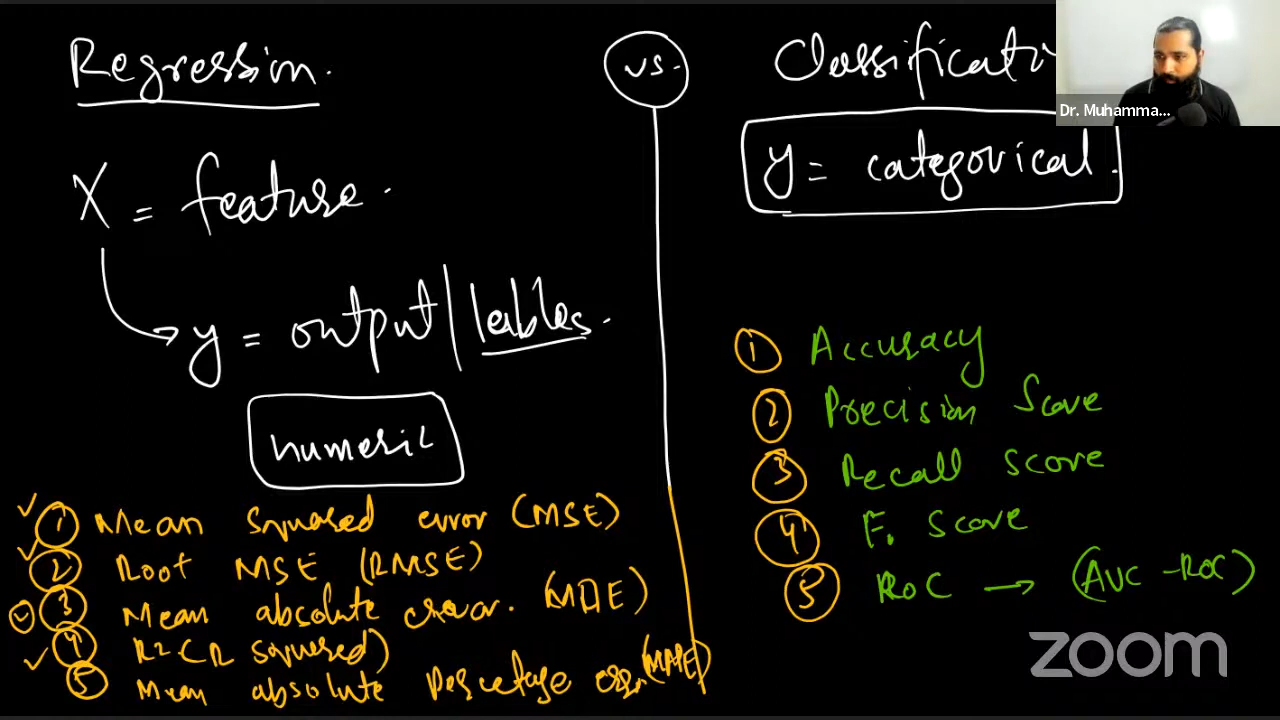 Regression.
X = feature.
y = output | lables.
numeric
① Mean squared error (MSE)
② Root MSE (RMSE)
③ Mean absolute error. (MAE)
④ R2 (R squared)
⑤ Mean absolute (MAPE)
vs.
Classificati
y = categorical.
① Accuracy
② Precision Score
③ Recall score
④ F1 score
⑤ ROC → (AUC-ROC)
Dr. Muhamma...
zoom